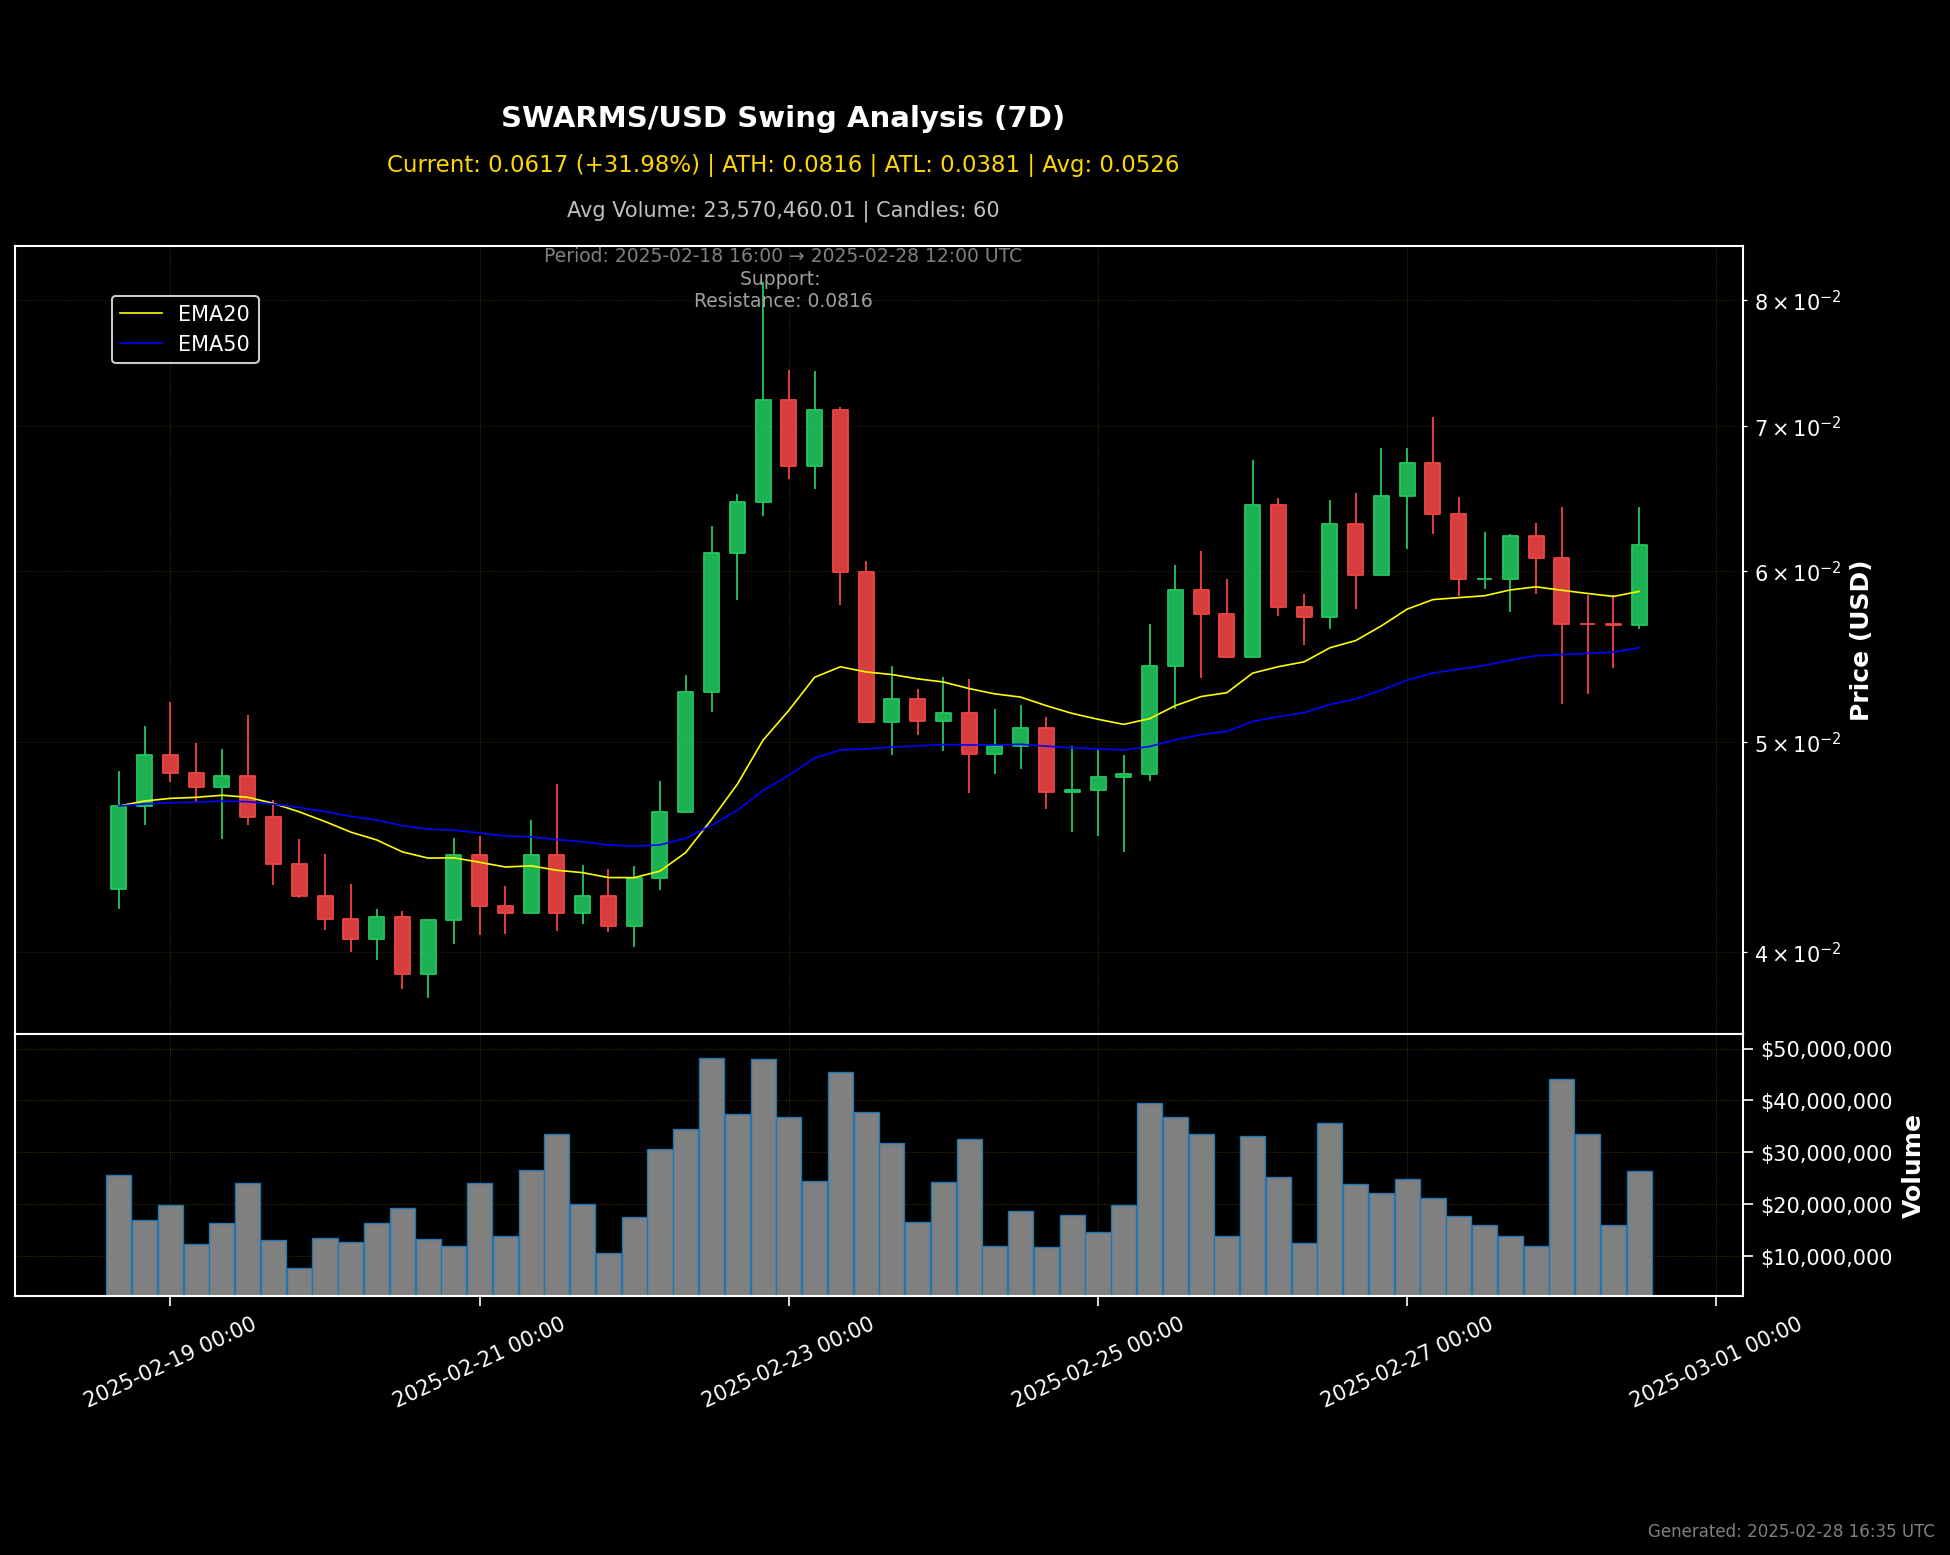 SWARMS/USD Swing Analysis (7D)
Current: 0.0617 (+31.98%) | ATH: 0.0816 | ATL: 0.0381 | Avg: 0.0526
Avg Volume: 23,570,460.01 | Candles: 60
Period: 2025-02-18 16:00 → 2025-02-28 12:00 UTC
Support:
Resistance: 0.0816
EMA20
EMA50
8 × 10⁻²
7 × 10⁻²
6 × 10⁻²
5 × 10⁻²
4 × 10⁻²
Price (USD)
$50,000,000
$40,000,000
$30,000,000
$20,000,000
$10,000,000
Volume
2025-02-19 00:00
2025-02-21 00:00
2025-02-23 00:00
2025-02-25 00:00
2025-02-27 00:00
2025-03-01 00:00
Generated: 2025-02-28 16:35 UTC